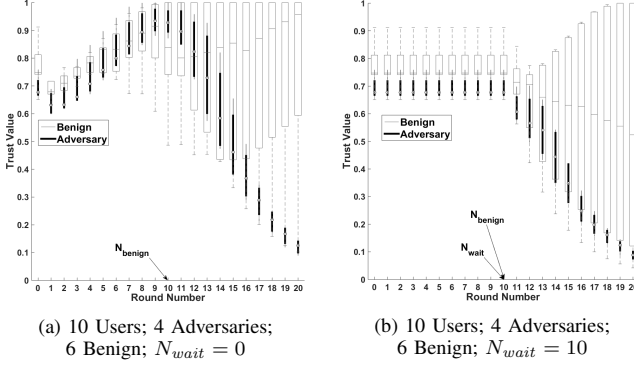 1
0.9
0.8
0.7
0.6
0.5
0.4
0.3
0.2
0.1
0
Trust Value
Benign
Adversary
N_benign
0 1 2 3 4 5 6 7 8 9 10 11 12 13 14 15 16 17 18 19 20
Round Number
(a) 10 Users; 4 Adversaries;
6 Benign; N_wait = 0
1
0.9
0.8
0.7
0.6
0.5
0.4
0.3
0.2
0.1
0
Trust Value
Benign
Adversary
N_benign
N_wait
0 1 2 3 4 5 6 7 8 9 10 11 12 13 14 15 16 17 18 19 20
Round Number
(b) 10 Users; 4 Adversaries;
6 Benign; N_wait = 10